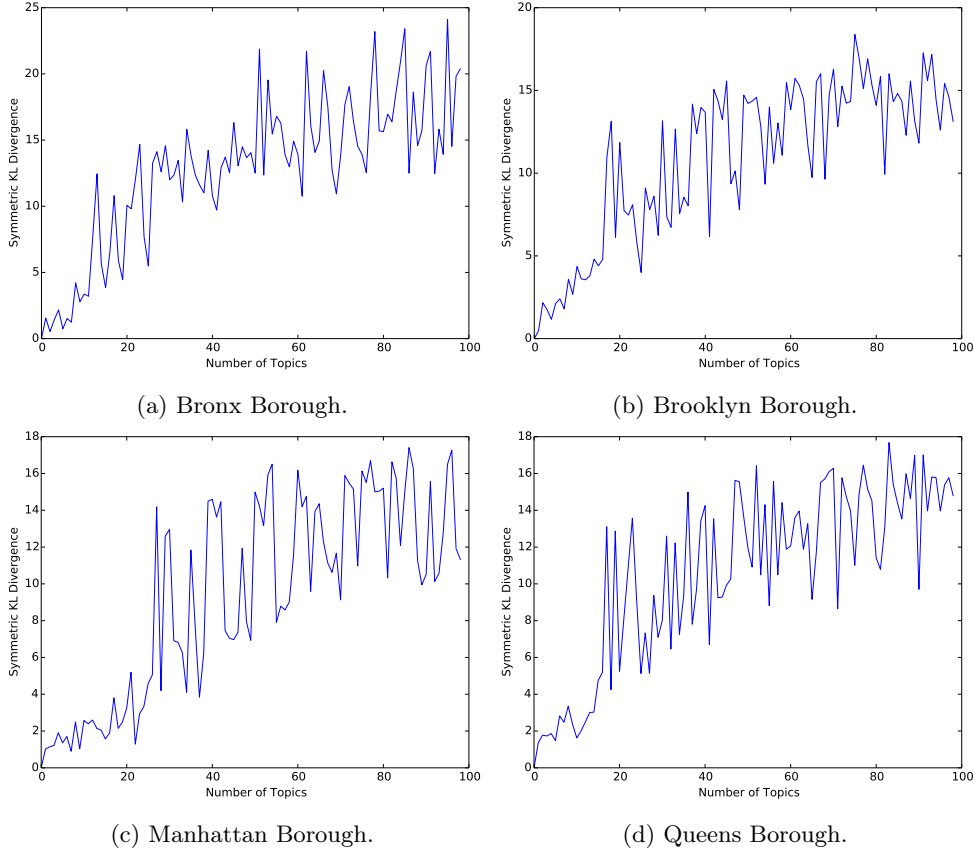 25
20
15
10
5
0
0 20 40 60 80 100
Symmetric KL Divergence
Number of Topics
(a) Bronx Borough.
20
15
10
5
0
0 20 40 60 80 100
Symmetric KL Divergence
Number of Topics
(b) Brooklyn Borough.
18
16
14
12
10
8
6
4
2
0
0 20 40 60 80 100
Symmetric KL Divergence
Number of Topics
(c) Manhattan Borough.
18
16
14
12
10
8
6
4
2
0
0 20 40 60 80 100
Symmetric KL Divergence
Number of Topics
(d) Queens Borough.